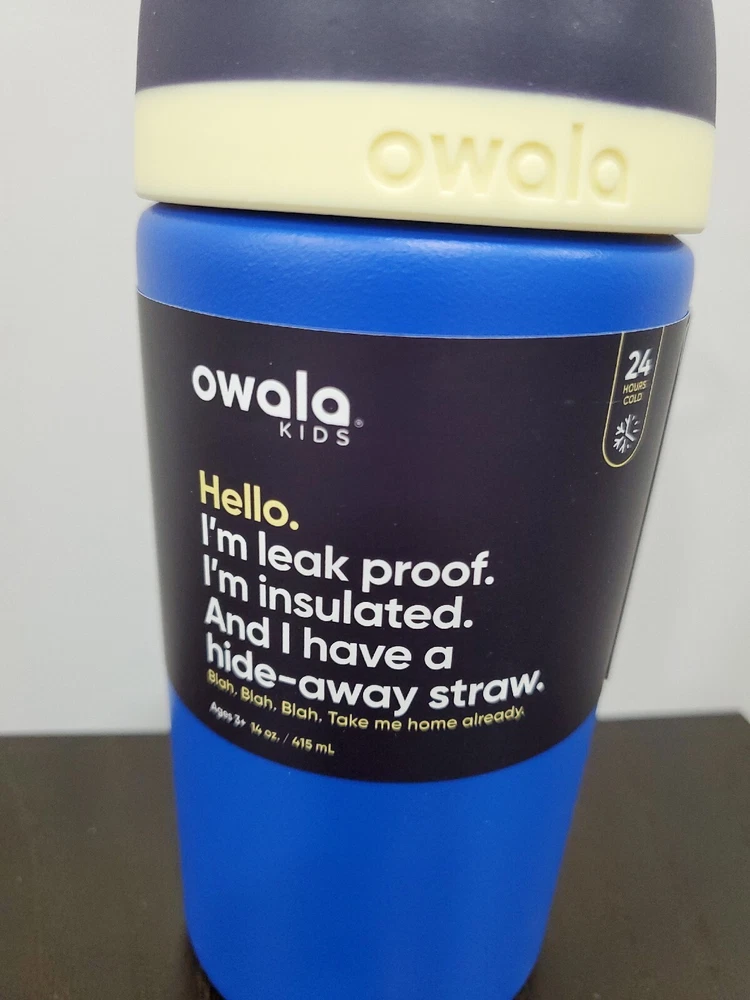 owala
owala®
KIDS
24
HOURS
COLD
Hello.
I'm leak proof.
I'm insulated.
And I have a
hide-away straw.
Blah, Blah, Blah, Take me home already.
Ages 3+ 14 oz. / 415 mL